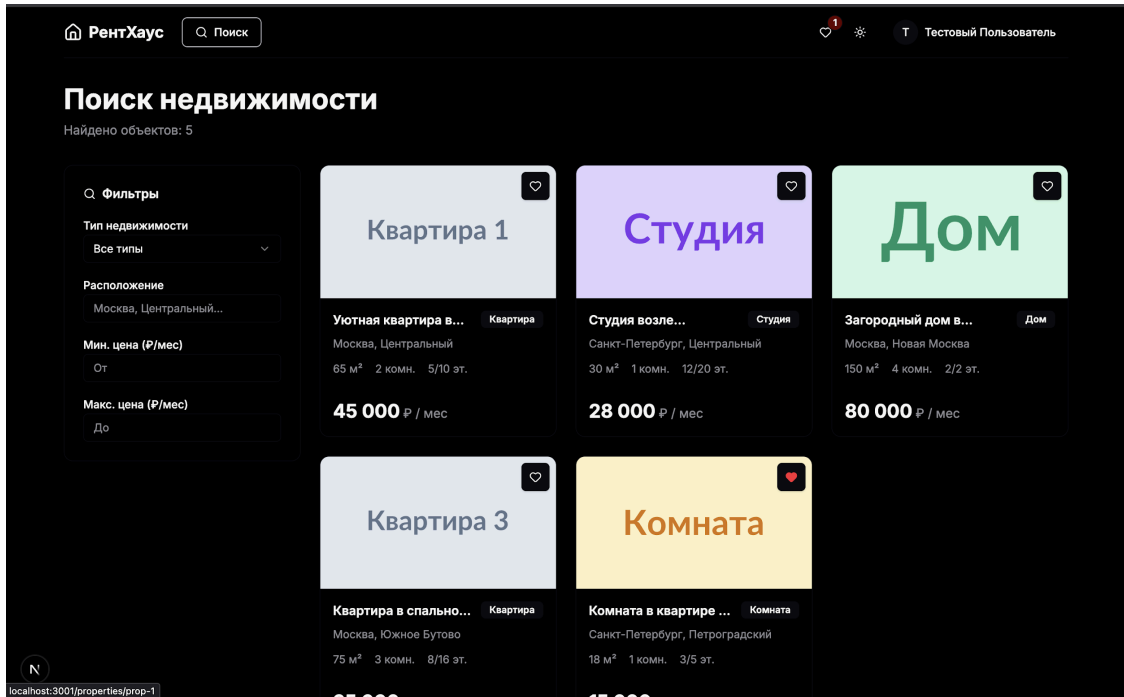 РентХаус
Поиск
1
Т Тестовый Пользователь
Поиск недвижимости
Найдено объектов: 5
Фильтры
Тип недвижимости
Все типы
Расположение
Москва, Центральный...
Мин. цена (₽/мес)
От
Макс. цена (₽/мес)
До
Квартира 1
Уютная квартира в... Квартира
Москва, Центральный
65 м² 2 комн. 5/10 эт.
45 000 ₽ / мес
Студия
Студия возле... Студия
Санкт-Петербург, Центральный
30 м² 1 комн. 12/20 эт.
28 000 ₽ / мес
Дом
Загородный дом в... Дом
Москва, Новая Москва
150 м² 4 комн. 2/2 эт.
80 000 ₽ / мес
Квартира 3
Квартира в спально... Квартира
Москва, Южное Бутово
75 м² 3 комн. 8/16 эт.
Комната
Комната в квартире ... Комната
Санкт-Петербург, Петроградский
18 м² 1 комн. 3/5 эт.
N
localhost:3001/properties/prop-1